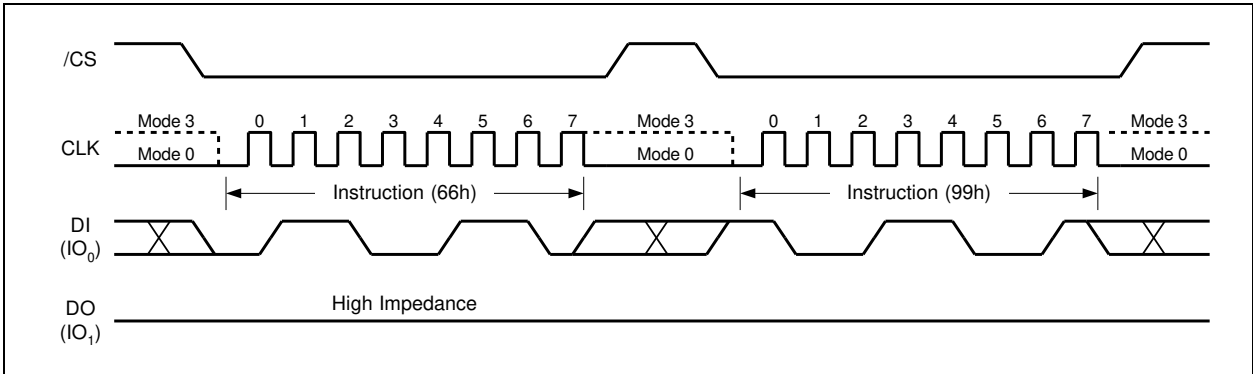 /CS
Mode 3 0 1 2 3 4 5 6 7 Mode 3 0 1 2 3 4 5 6 7 Mode 3
CLK Mode 0 Mode 0 Mode 0
Instruction (66h) Instruction (99h)
DI
(IO₀)
DO High Impedance
(IO₁)